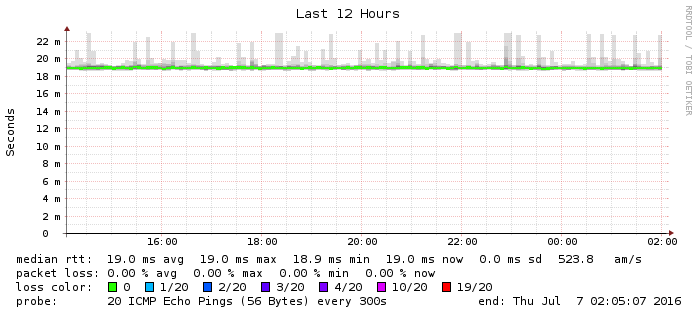 Last 12 Hours
RRDTOOL / TOBI OETIKER
Seconds
22 m
20 m
18 m
16 m
14 m
12 m
10 m
8 m
6 m
4 m
2 m
0
16:00 18:00 20:00 22:00 00:00 02:00
median rtt: 19.0 ms avg 19.0 ms max 18.9 ms min 19.0 ms now 0.0 ms sd 523.8 am/s
packet loss: 0.00 % avg 0.00 % max 0.00 % min 0.00 % now
loss color: 0 1/20 2/20 3/20 4/20 10/20 19/20
probe: 20 ICMP Echo Pings (56 Bytes) every 300s end: Thu Jul 7 02:05:07 2016